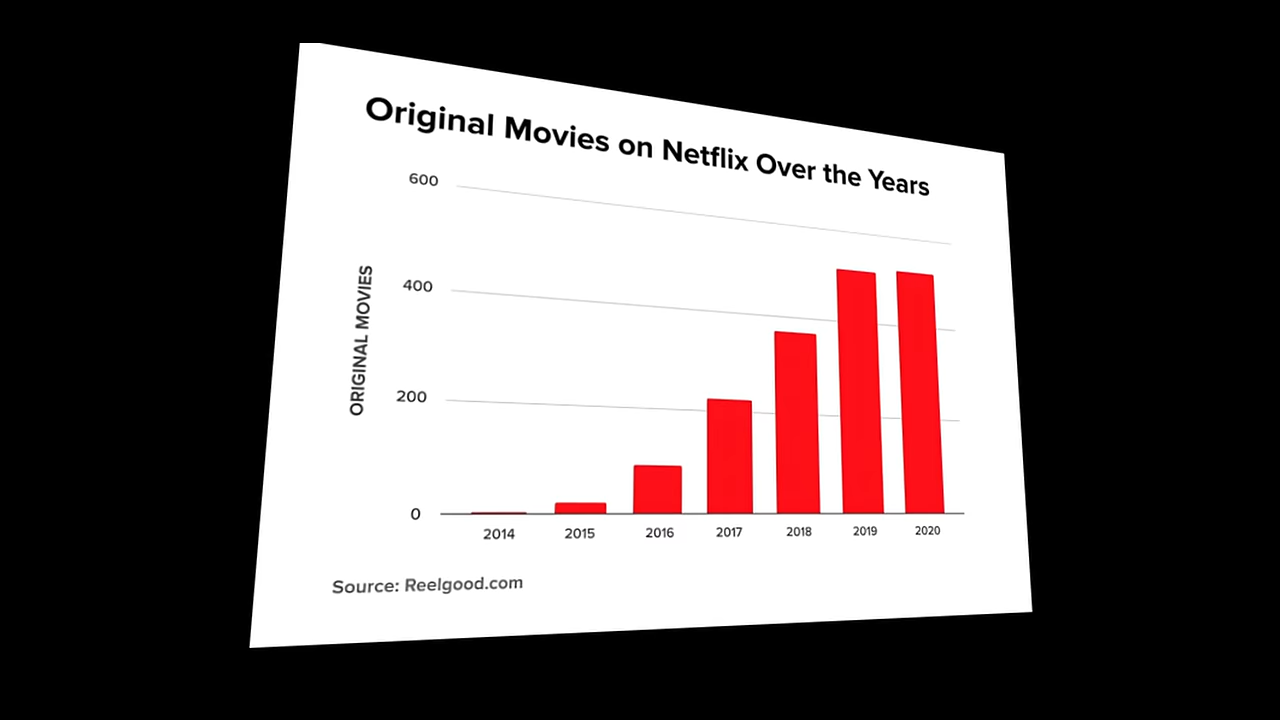 Original Movies on Netflix Over the Years
600
400
200
0
ORIGINAL MOVIES
2014 2015 2016 2017 2018 2019 2020
Source: Reelgood.com